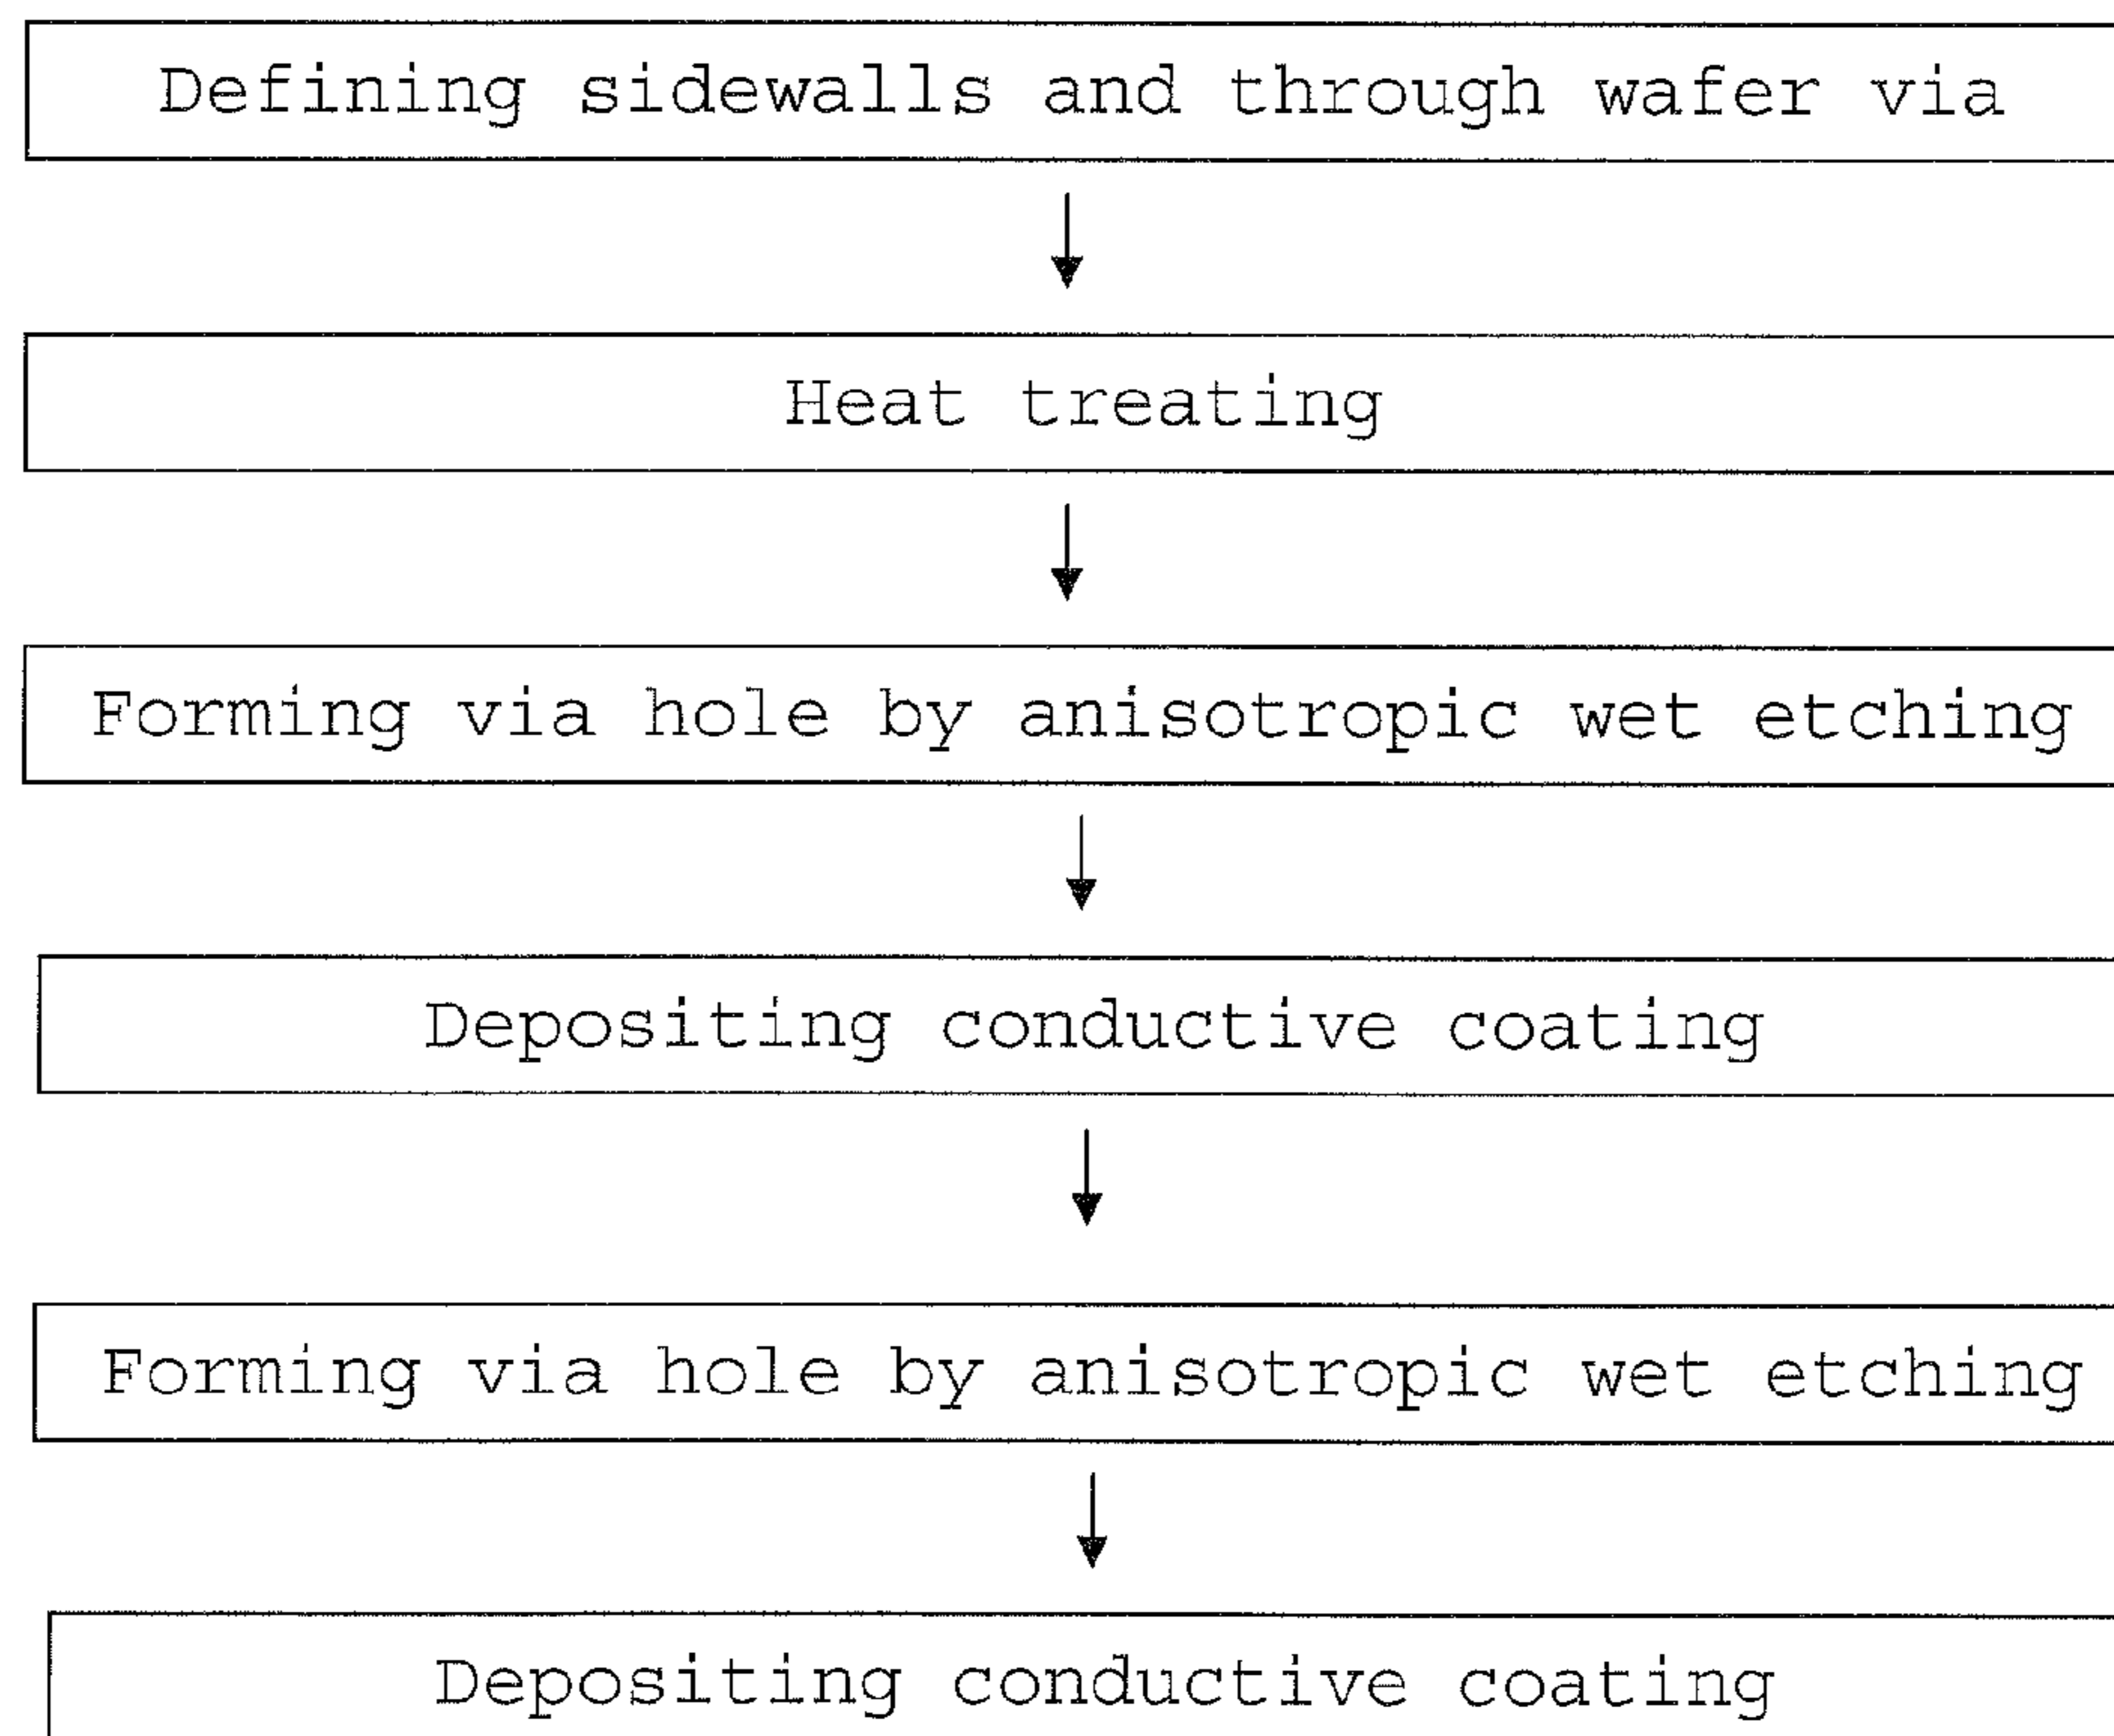 Defining sidewalls and through wafer via
Heat treating
Forming via hole by anisotropic wet etching
Depositing conductive coating
Forming via hole by anisotropic wet etching
Depositing conductive coating